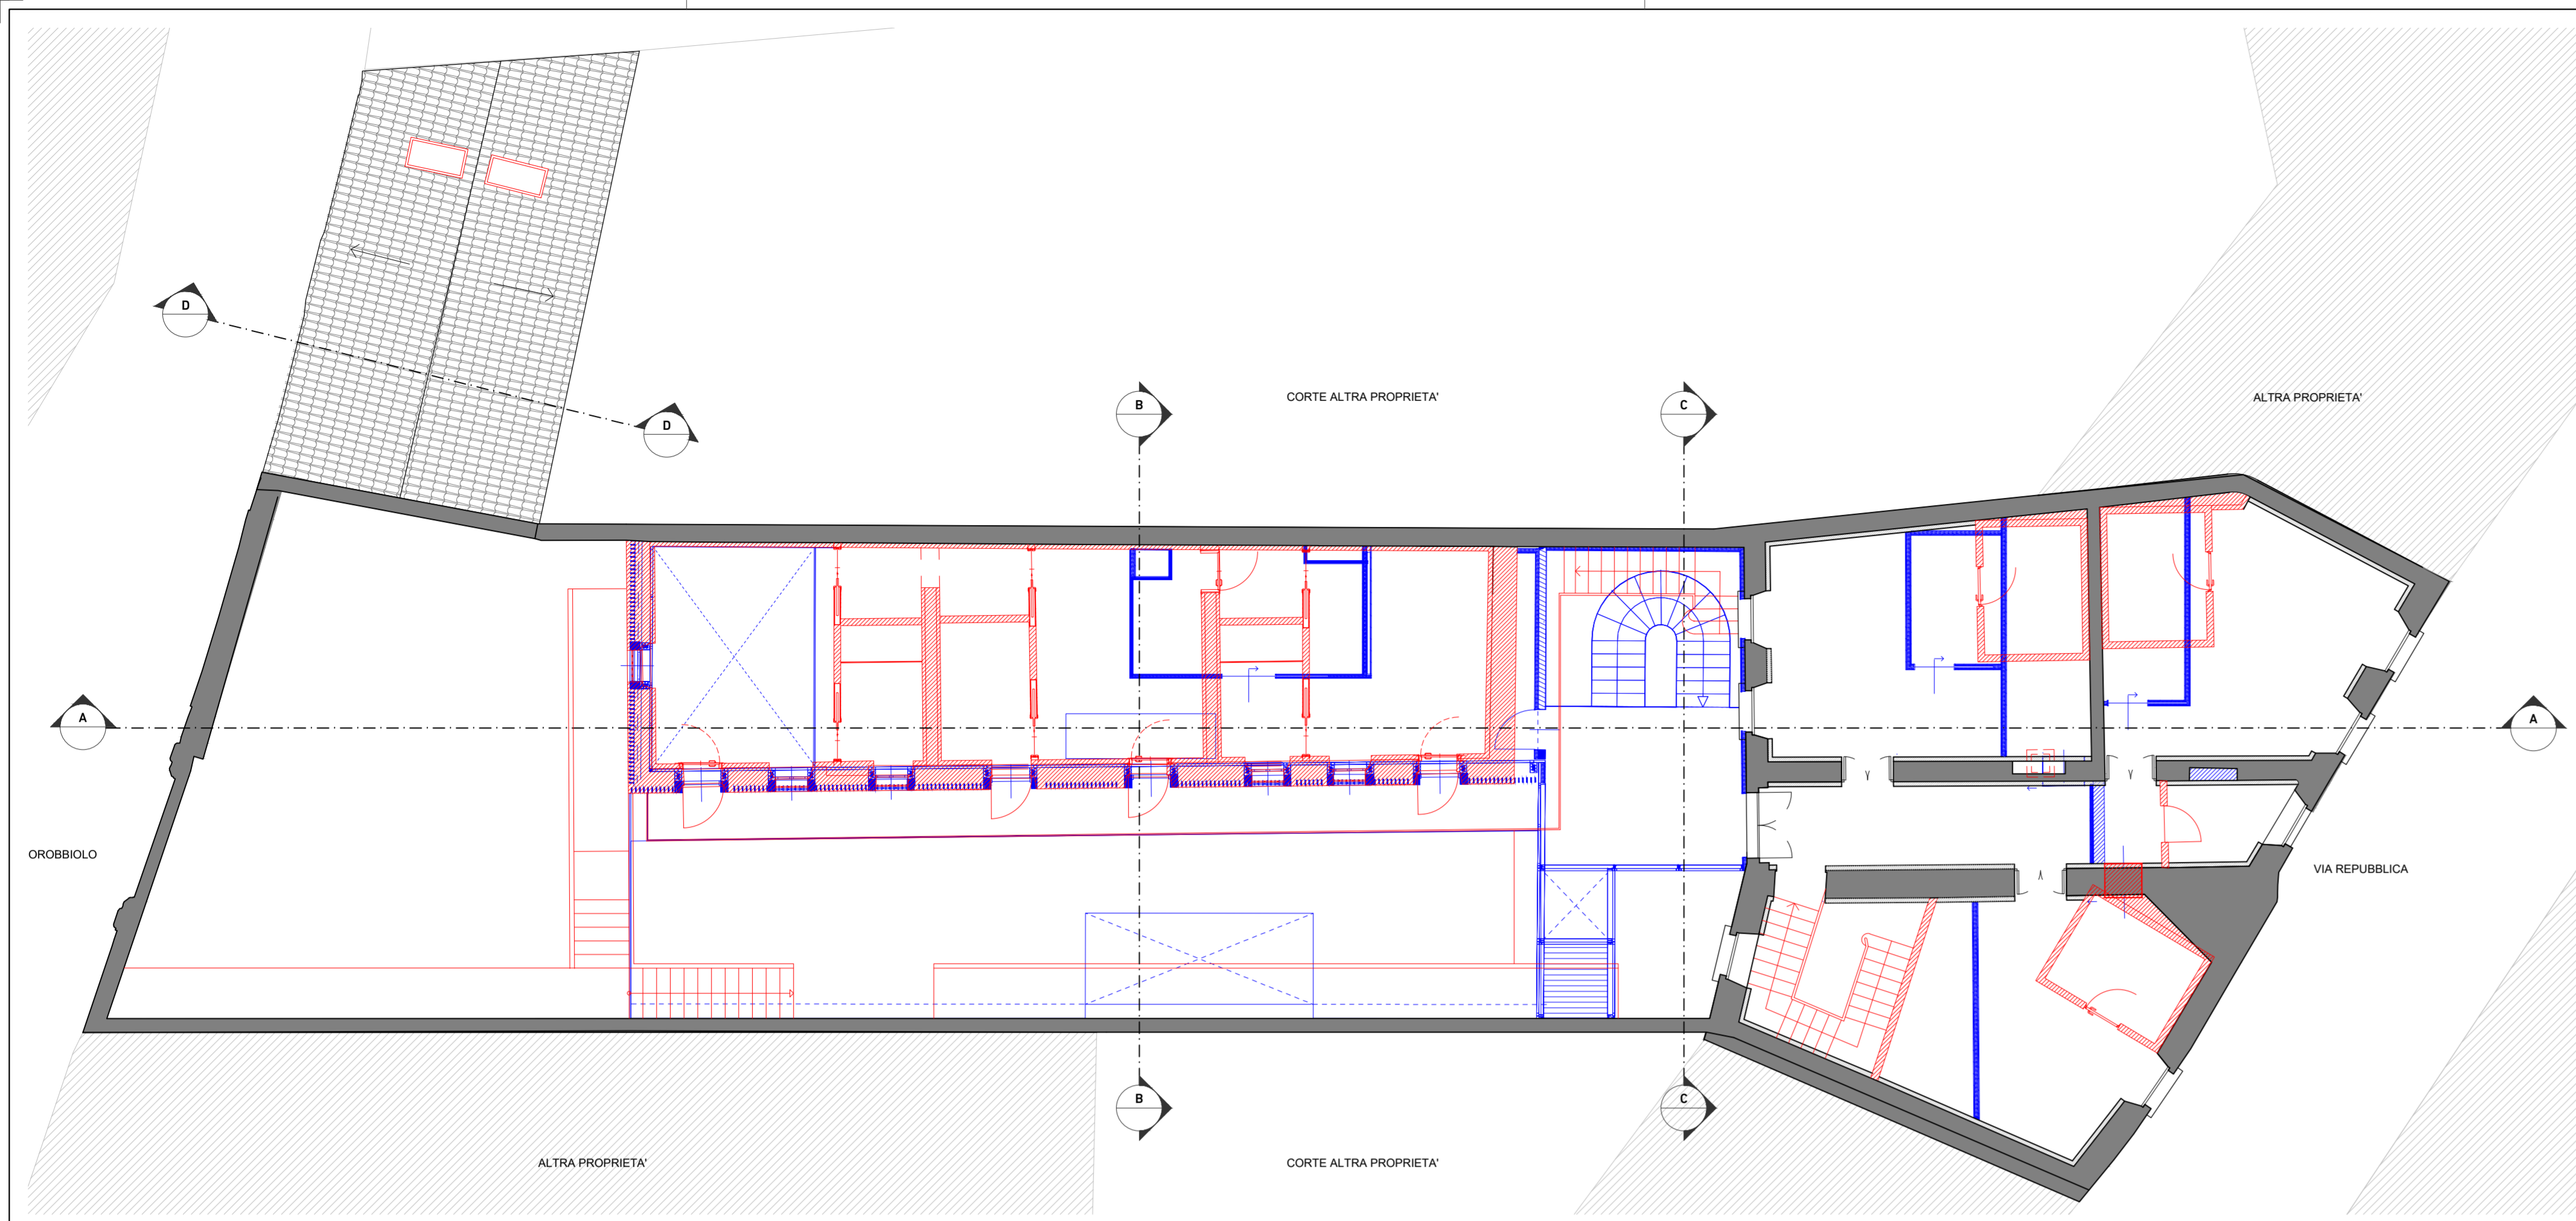 D
D
B
CORTE ALTRA PROPRIETA'
C
ALTRA PROPRIETA'
A
A
OROBBIOLO
VIA REPUBBLICA
B
C
ALTRA PROPRIETA'
CORTE ALTRA PROPRIETA'